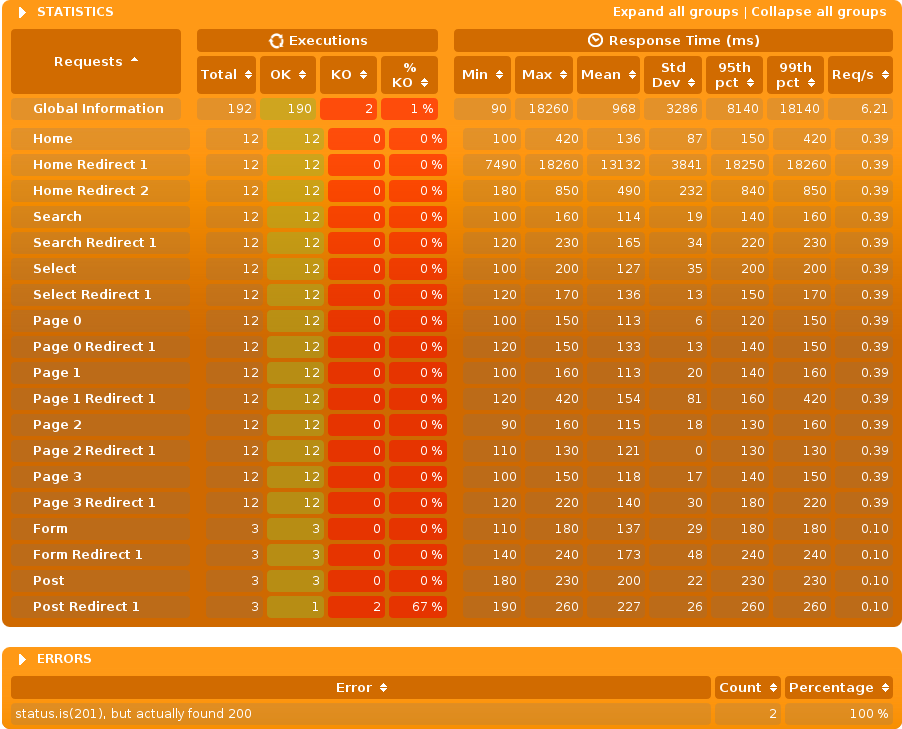 STATISTICS Expand all groups | Collapse all groups
Executions Response Time (ms)
Requests Total OK KO % KO Min Max Mean Std Dev 95th pct 99th pct Req/s
Global Information 192 190 2 1 % 90 18260 968 3286 8140 18140 6.21
Home 12 12 0 0 % 100 420 136 87 150 420 0.39
Home Redirect 1 12 12 0 0 % 7490 18260 13132 3841 18250 18260 0.39
Home Redirect 2 12 12 0 0 % 180 850 490 232 840 850 0.39
Search 12 12 0 0 % 100 160 114 19 140 160 0.39
Search Redirect 1 12 12 0 0 % 120 230 165 34 220 230 0.39
Select 12 12 0 0 % 100 200 127 35 200 200 0.39
Select Redirect 1 12 12 0 0 % 120 170 136 13 150 170 0.39
Page 0 12 12 0 0 % 100 150 113 6 120 150 0.39
Page 0 Redirect 1 12 12 0 0 % 120 150 133 13 140 150 0.39
Page 1 12 12 0 0 % 100 160 113 20 140 160 0.39
Page 1 Redirect 1 12 12 0 0 % 120 420 154 81 160 420 0.39
Page 2 12 12 0 0 % 90 160 115 18 130 160 0.39
Page 2 Redirect 1 12 12 0 0 % 110 130 121 0 130 130 0.39
Page 3 12 12 0 0 % 100 150 118 17 140 150 0.39
Page 3 Redirect 1 12 12 0 0 % 120 220 140 30 180 220 0.39
Form 3 3 0 0 % 110 180 137 29 180 180 0.10
Form Redirect 1 3 3 0 0 % 140 240 173 48 240 240 0.10
Post 3 3 0 0 % 180 230 200 22 230 230 0.10
Post Redirect 1 3 1 2 67 % 190 260 227 26 260 260 0.10
ERRORS
Error Count Percentage
status.is(201), but actually found 200 2 100 %